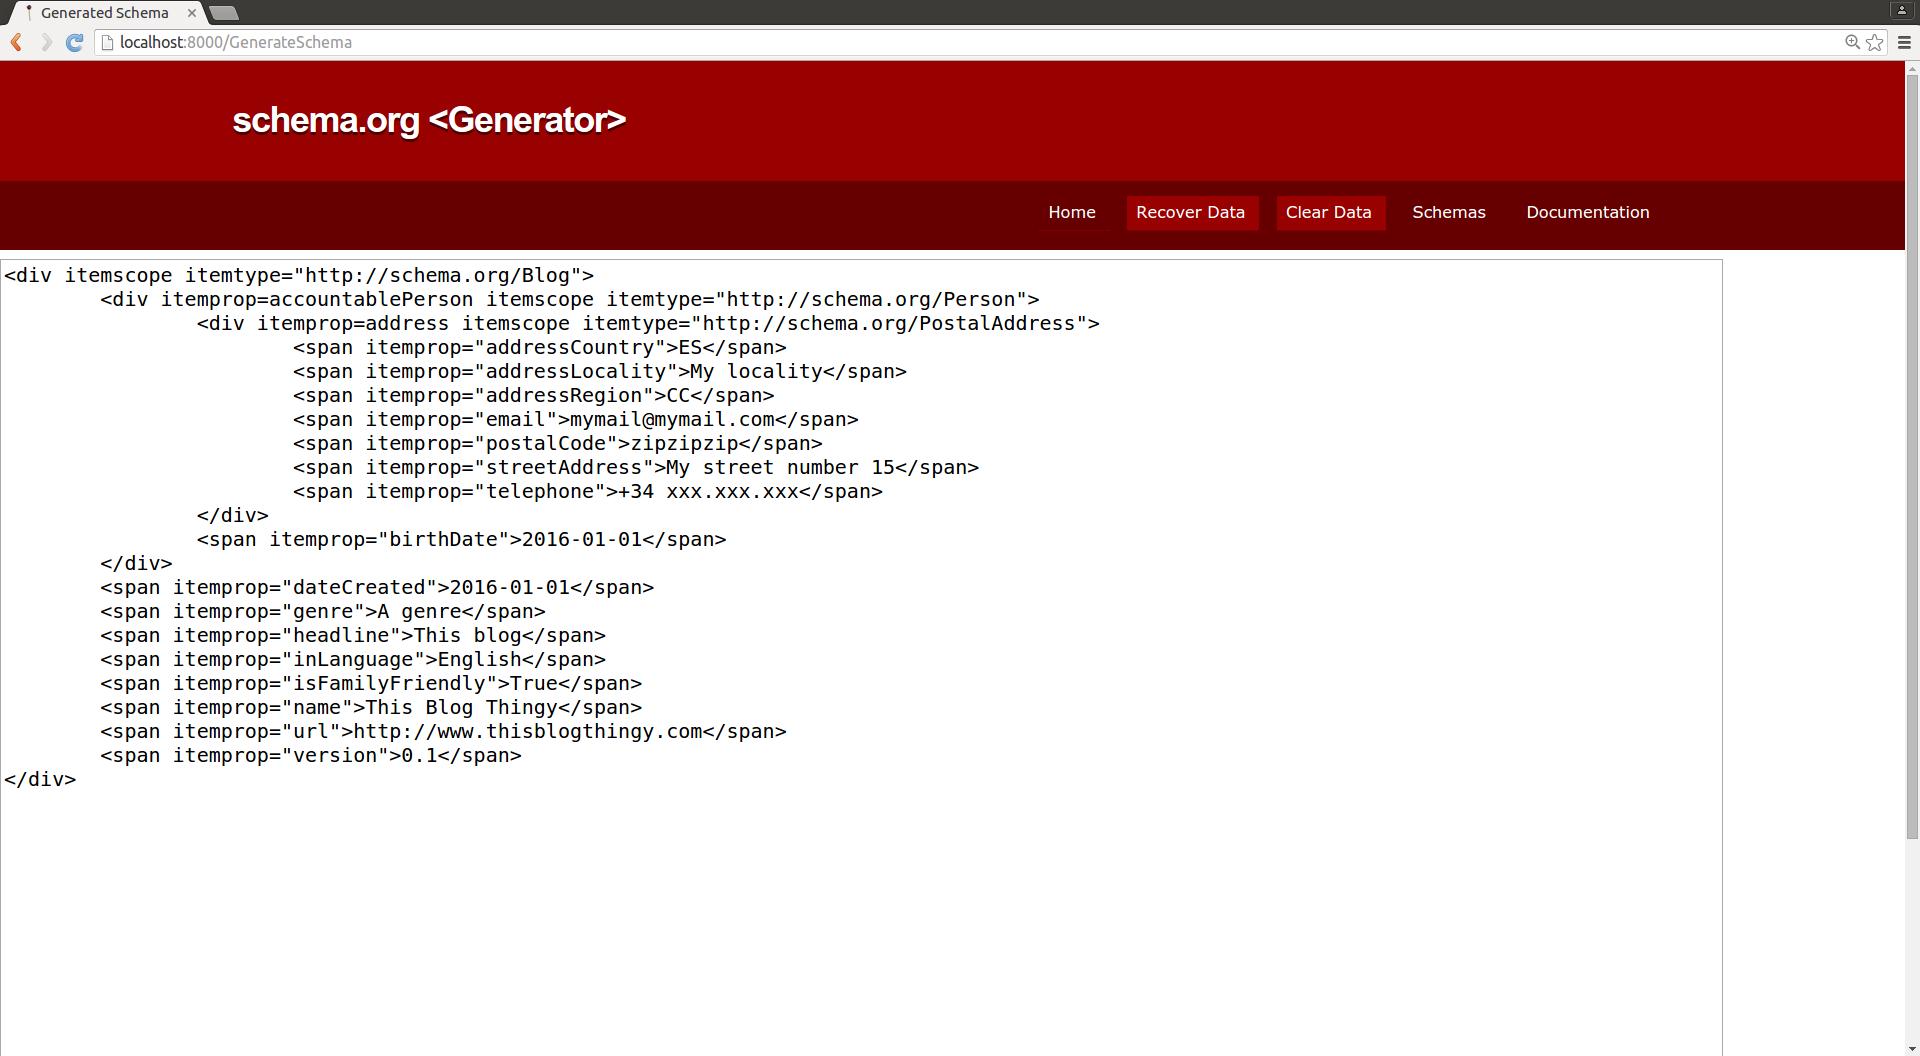 Generated Schema
localhost:8000/GenerateSchema
schema.org <Generator>
Home Recover Data Clear Data Schemas Documentation
<div itemscope itemtype="http://schema.org/Blog">
<div itemprop=accountablePerson itemscope itemtype="http://schema.org/Person">
<div itemprop=address itemscope itemtype="http://schema.org/PostalAddress">
<span itemprop="addressCountry">ES</span>
<span itemprop="addressLocality">My locality</span>
<span itemprop="addressRegion">CC</span>
<span itemprop="email">mymail@mymail.com</span>
<span itemprop="postalCode">zipzipzip</span>
<span itemprop="streetAddress">My street number 15</span>
<span itemprop="telephone">+34 xxx.xxx.xxx</span>
</div>
<span itemprop="birthDate">2016-01-01</span>
</div>
<span itemprop="dateCreated">2016-01-01</span>
<span itemprop="genre">A genre</span>
<span itemprop="headline">This blog</span>
<span itemprop="inLanguage">English</span>
<span itemprop="isFamilyFriendly">True</span>
<span itemprop="name">This Blog Thingy</span>
<span itemprop="url">http://www.thisblogthingy.com</span>
<span itemprop="version">0.1</span>
</div>